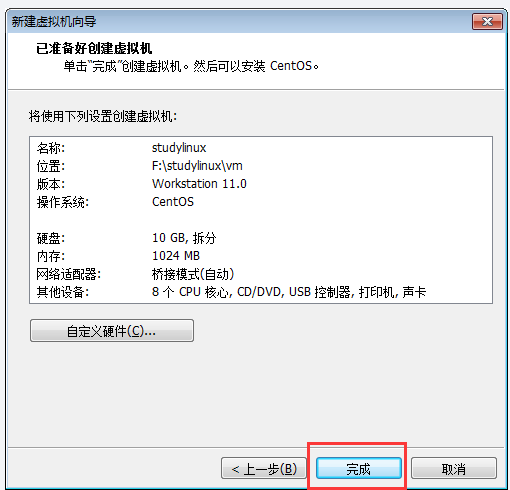 新建虚拟机向导
已准备好创建虚拟机
单击“完成”创建虚拟机。然后可以安装 CentOS。
将使用下列设置创建虚拟机:
名称: studylinux
位置: F:\studylinux\vm
版本: Workstation 11.0
操作系统: CentOS
硬盘: 10 GB, 拆分
内存: 1024 MB
网络适配器: 桥接模式(自动)
其他设备: 8 个 CPU 核心, CD/DVD, USB 控制器, 打印机, 声卡
自定义硬件(C)...
< 上一步(B) 完成 取消